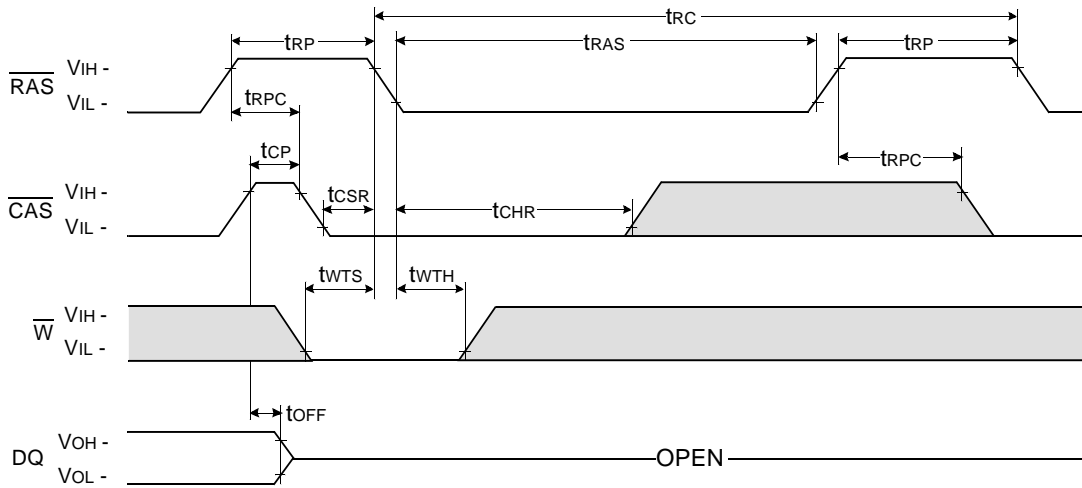 tRC
tRP
tRAS
tRP
RAS
VIH -
VIL -
tRPC
tCP
tRPC
CAS
VIH -
VIL -
tCSR
tCHR
tWTS
tWTH
W
VIH -
VIL -
tOFF
DQ
VOH -
VOL -
OPEN